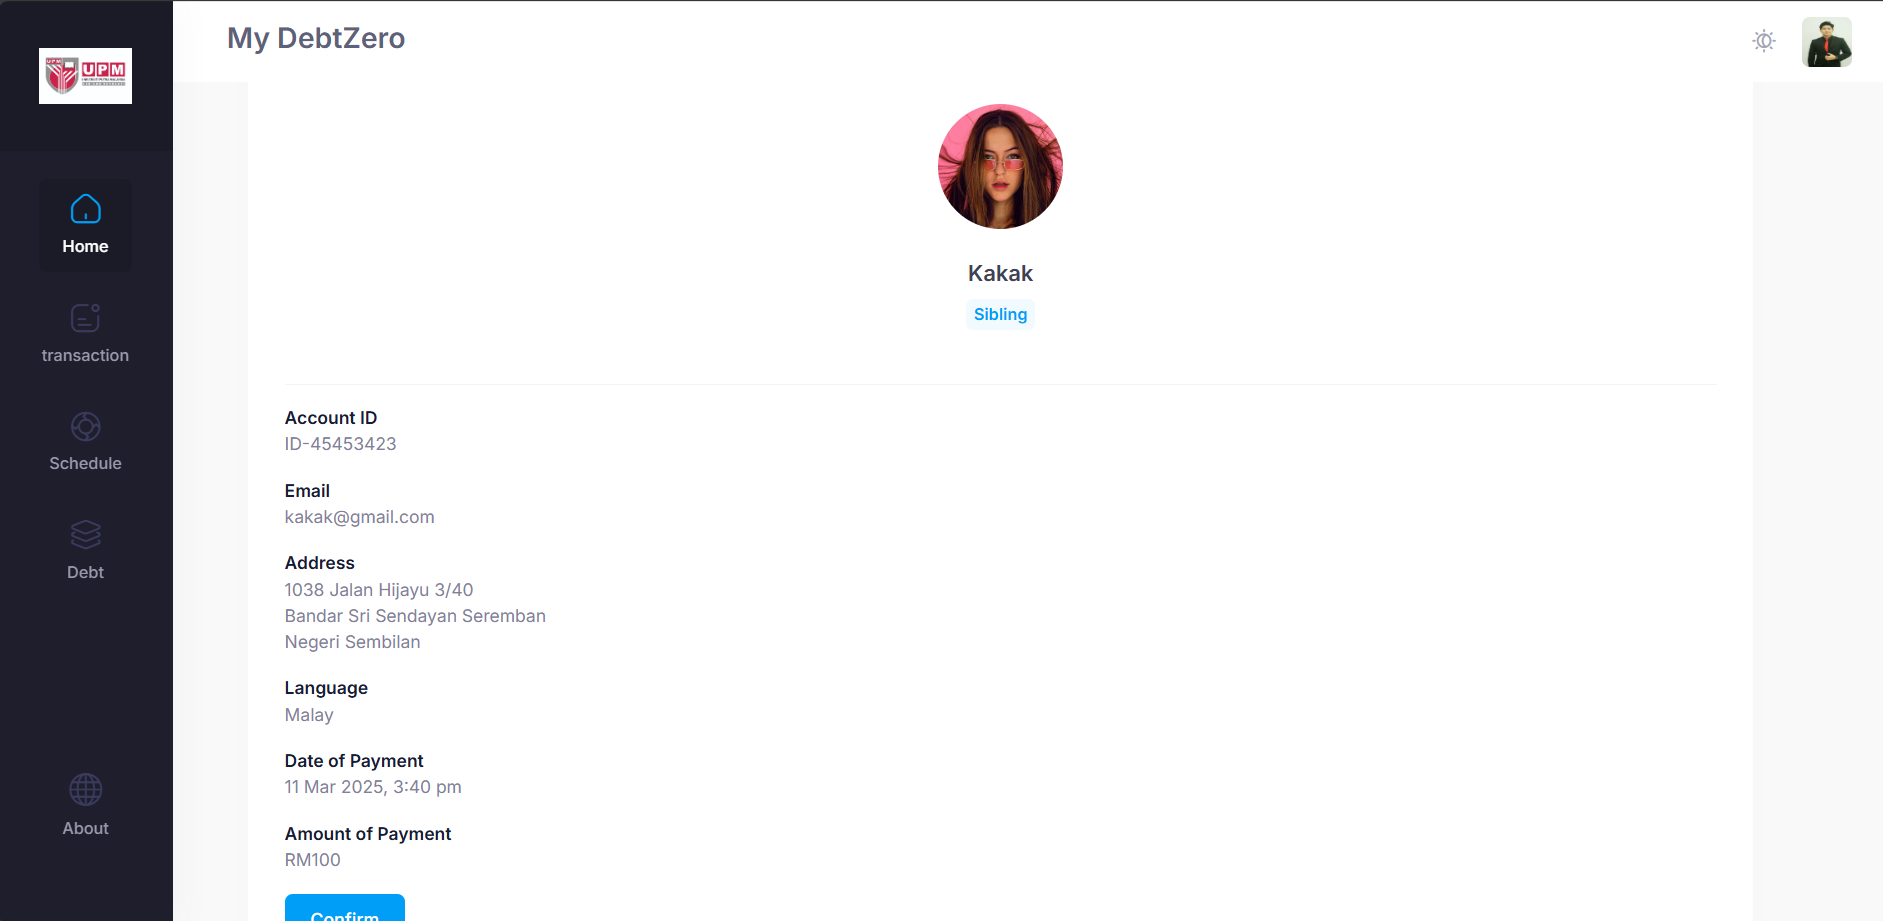 UPM
My DebtZero
Home
transaction
Schedule
Debt
About
Kakak
Sibling
Account ID
ID-45453423
Email
kakak@gmail.com
Address
1038 Jalan Hijayu 3/40
Bandar Sri Sendayan Seremban
Negeri Sembilan
Language
Malay
Date of Payment
11 Mar 2025, 3:40 pm
Amount of Payment
RM100
Confirm